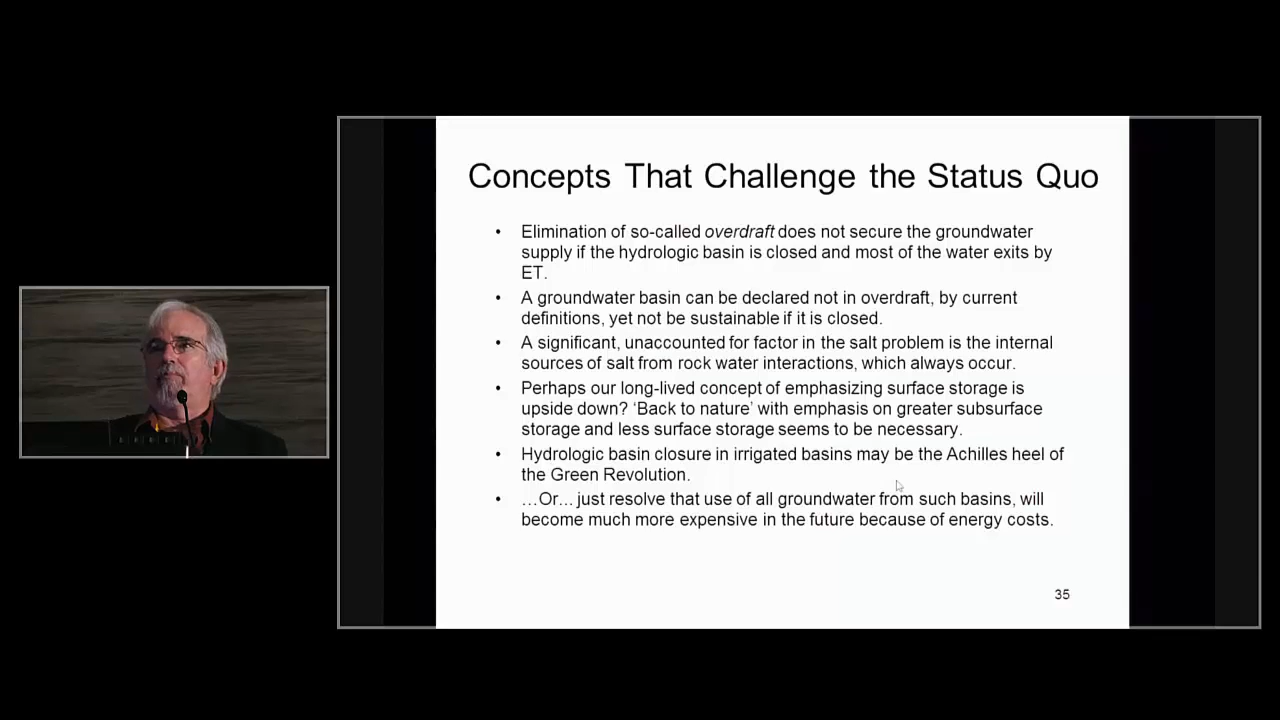 Concepts That Challenge the Status Quo
• Elimination of so-called overdraft does not secure the groundwater
supply if the hydrologic basin is closed and most of the water exits by
ET.
• A groundwater basin can be declared not in overdraft, by current
definitions, yet not be sustainable if it is closed.
• A significant, unaccounted for factor in the salt problem is the internal
sources of salt from rock water interactions, which always occur.
• Perhaps our long-lived concept of emphasizing surface storage is
upside down? ‘Back to nature’ with emphasis on greater subsurface
storage and less surface storage seems to be necessary.
• Hydrologic basin closure in irrigated basins may be the Achilles heel of
the Green Revolution.
• …Or… just resolve that use of all groundwater from such basins, will
become much more expensive in the future because of energy costs.
35